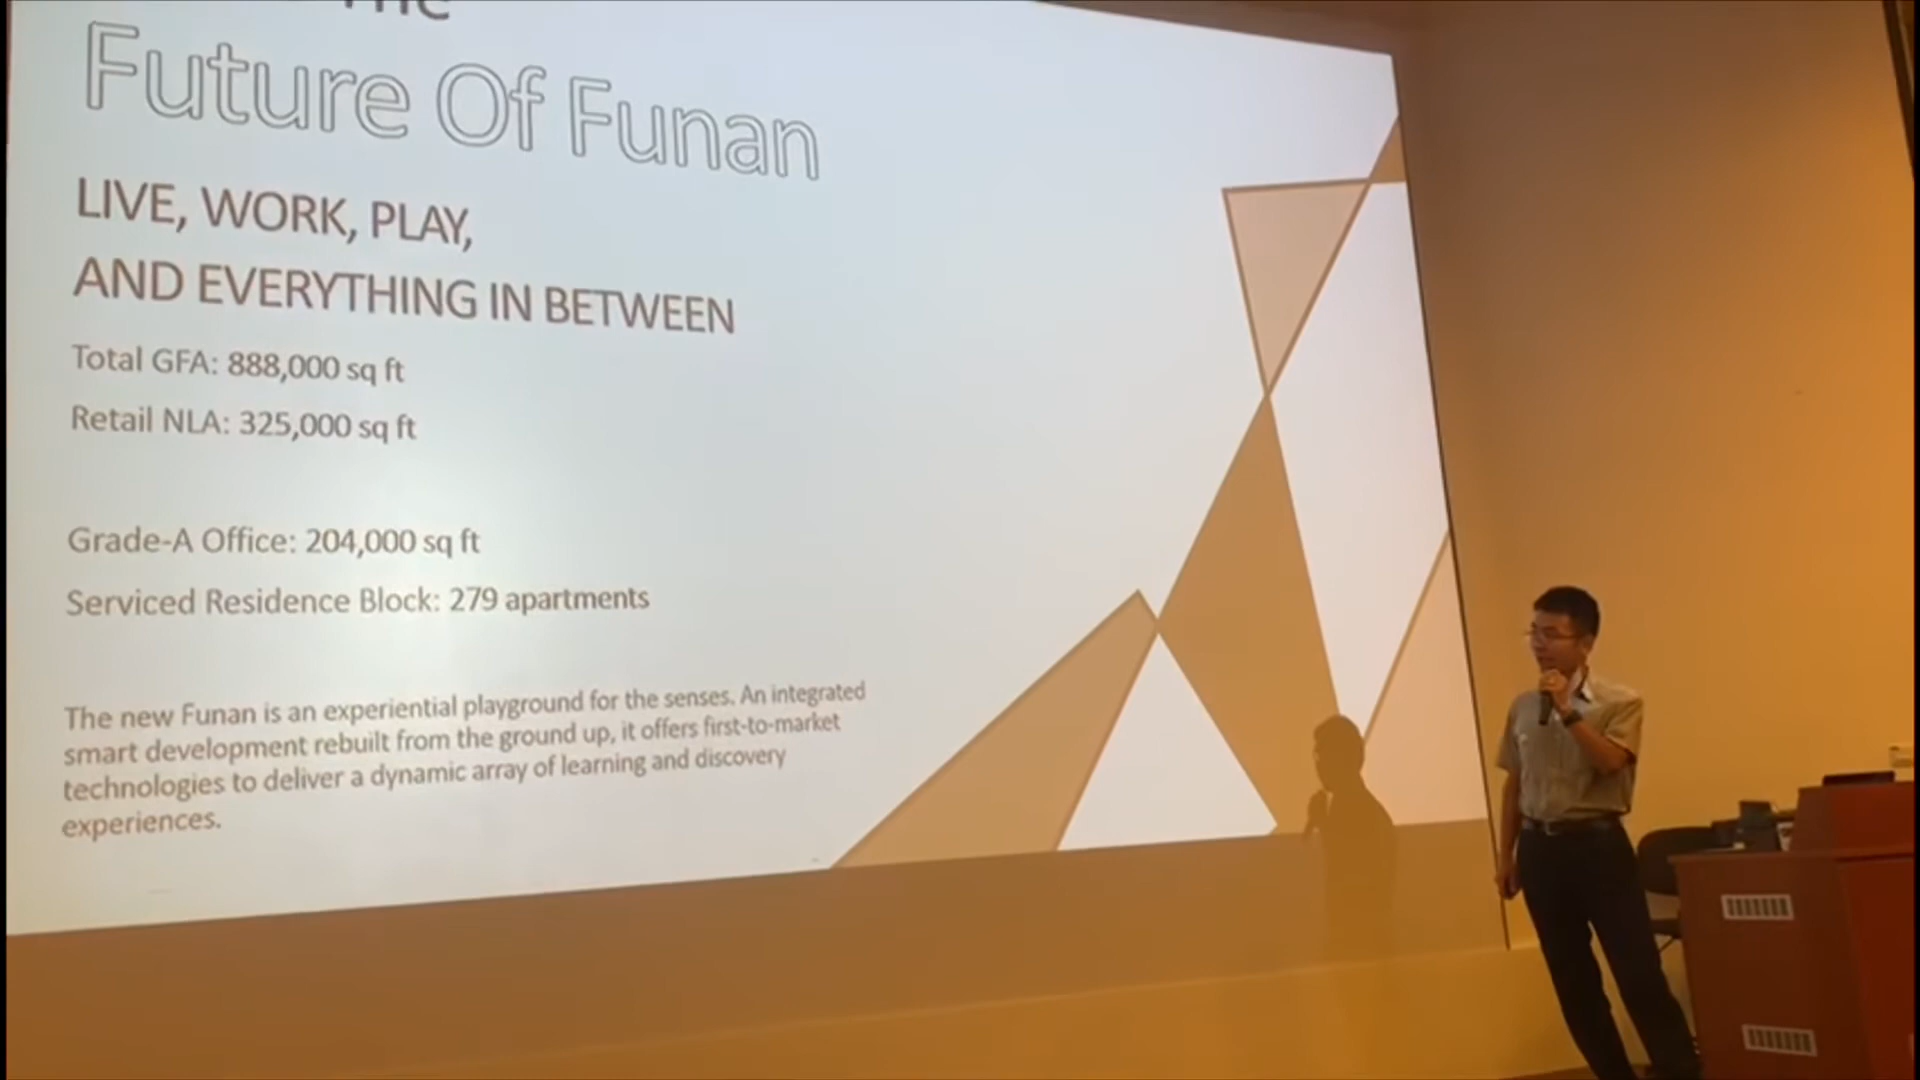 Future Of Funan
LIVE, WORK, PLAY,
AND EVERYTHING IN BETWEEN
Total GFA: 888,000 sq ft
Retail NLA: 325,000 sq ft
Grade-A Office: 204,000 sq ft
Serviced Residence Block: 279 apartments
The new Funan is an experiential playground for the senses. An integrated
smart development rebuilt from the ground up, it offers first-to-market
technologies to deliver a dynamic array of learning and discovery
experiences.